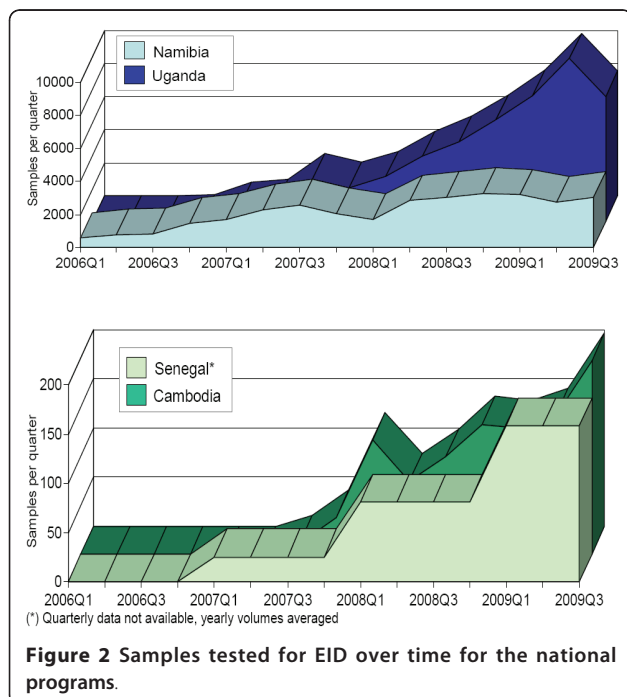 Namibia
Uganda
10000
8000
6000
4000
2000
0
Samples per quarter
2006Q1 2006Q3 2007Q1 2007Q3 2008Q1 2008Q3 2009Q1 2009Q3
Senegal*
Cambodia
200
150
100
50
0
Samples per quarter
2006Q1 2006Q3 2007Q1 2007Q3 2008Q1 2008Q3 2009Q1 2009Q3
(*) Quarterly data not available, yearly volumes averaged
Figure 2 Samples tested for EID over time for the national
programs.